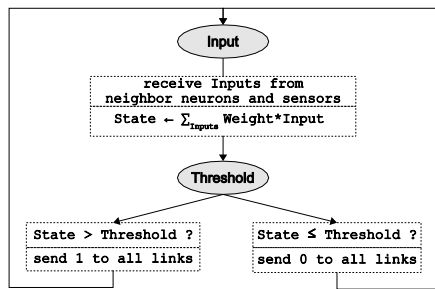 Input
receive Inputs from
neighbor neurons and sensors
State ← ∑Inputs Weight*Input
Threshold
State > Threshold ?
send 1 to all links
State ≤ Threshold ?
send 0 to all links